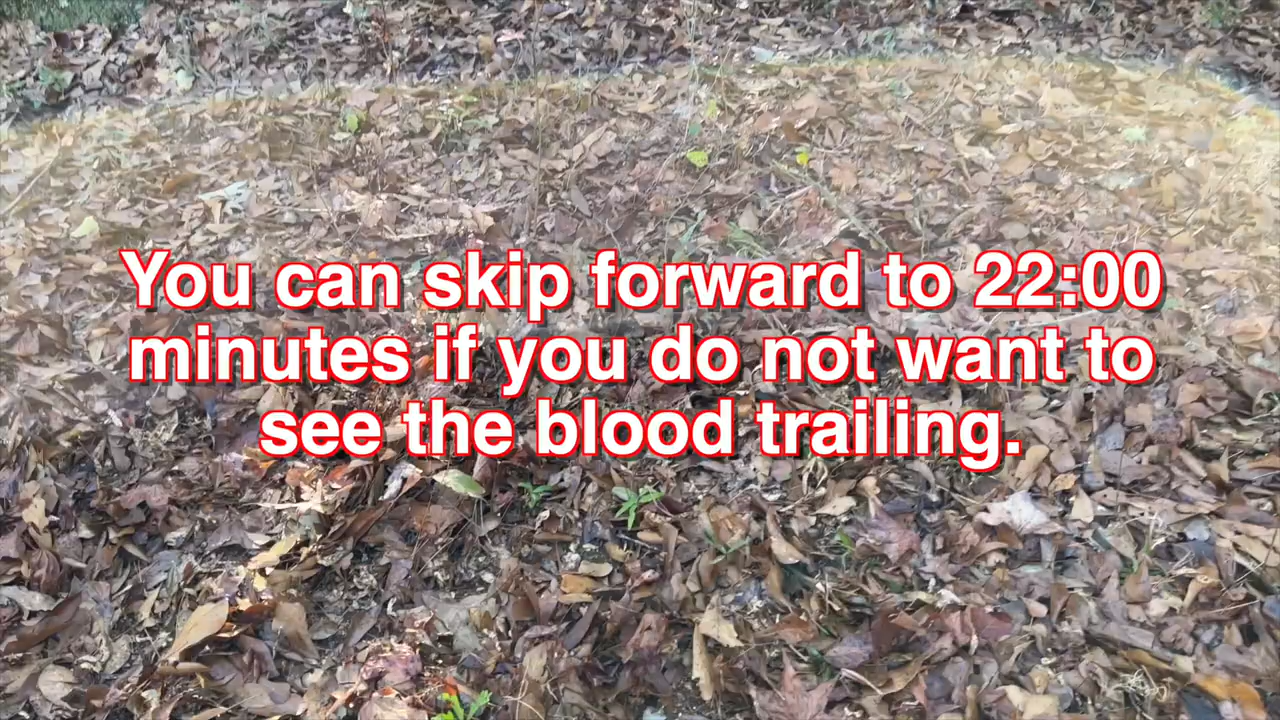 You can skip forward to 22:00
minutes if you do not want to
see the blood trailing.